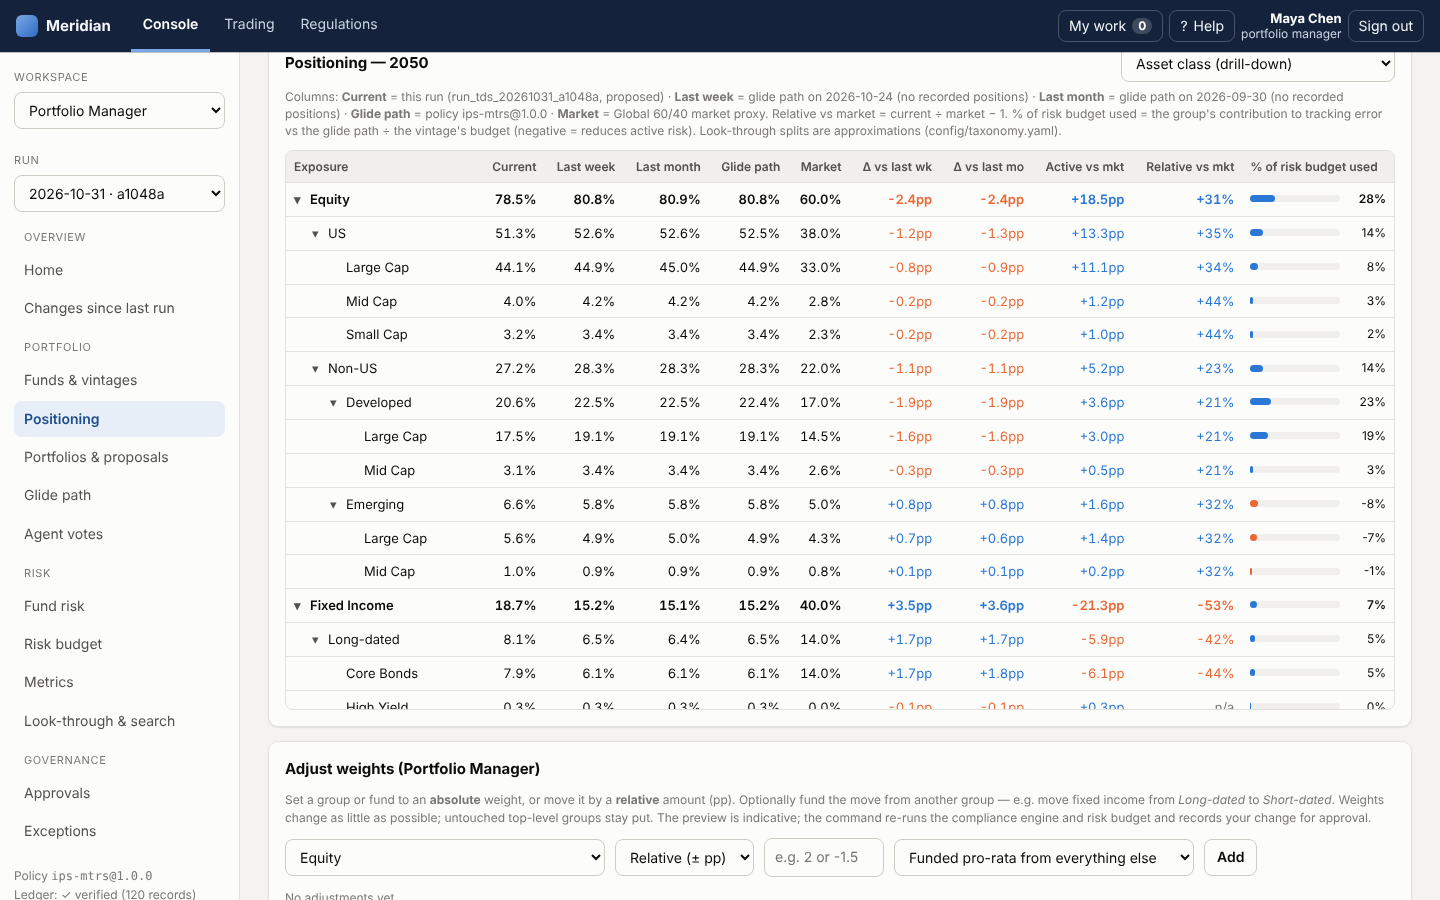 Meridian
Console
Trading
Regulations
My work 0
? Help
Maya Chen
portfolio manager
Sign out
WORKSPACE
Portfolio Manager
RUN
2026-10-31 · a1048a
OVERVIEW
Home
Changes since last run
PORTFOLIO
Funds & vintages
Positioning
Portfolios & proposals
Glide path
Agent votes
RISK
Fund risk
Risk budget
Metrics
Look-through & search
GOVERNANCE
Approvals
Exceptions
Policy ips-mtrs@1.0.0
Ledger: ✓ verified (120 records)
Positioning — 2050
Asset class (drill-down)
Columns: Current = this run (run_tds_20261031_a1048a, proposed) · Last week = glide path on 2026-10-24 (no recorded positions) · Last month = glide path on 2026-09-30 (no recorded
positions) · Glide path = policy ips-mtrs@1.0.0 · Market = Global 60/40 market proxy. Relative vs market = current ÷ market − 1. % of risk budget used = the group's contribution to tracking error
vs the glide path ÷ the vintage's budget (negative = reduces active risk). Look-through splits are approximations (config/taxonomy.yaml).
Exposure Current Last week Last month Glide path Market Δ vs last wk Δ vs last mo Active vs mkt Relative vs mkt % of risk budget used
▼ Equity 78.5% 80.8% 80.9% 80.8% 60.0% -2.4pp -2.4pp +18.5pp +31% 28%
▼ US 51.3% 52.6% 52.6% 52.5% 38.0% -1.2pp -1.3pp +13.3pp +35% 14%
Large Cap 44.1% 44.9% 45.0% 44.9% 33.0% -0.8pp -0.9pp +11.1pp +34% 8%
Mid Cap 4.0% 4.2% 4.2% 4.2% 2.8% -0.2pp -0.2pp +1.2pp +44% 3%
Small Cap 3.2% 3.4% 3.4% 3.4% 2.3% -0.2pp -0.2pp +1.0pp +44% 2%
▼ Non-US 27.2% 28.3% 28.3% 28.3% 22.0% -1.1pp -1.1pp +5.2pp +23% 14%
▼ Developed 20.6% 22.5% 22.5% 22.4% 17.0% -1.9pp -1.9pp +3.6pp +21% 23%
Large Cap 17.5% 19.1% 19.1% 19.1% 14.5% -1.6pp -1.6pp +3.0pp +21% 19%
Mid Cap 3.1% 3.4% 3.4% 3.4% 2.6% -0.3pp -0.3pp +0.5pp +21% 3%
▼ Emerging 6.6% 5.8% 5.8% 5.8% 5.0% +0.8pp +0.8pp +1.6pp +32% -8%
Large Cap 5.6% 4.9% 5.0% 4.9% 4.3% +0.7pp +0.6pp +1.4pp +32% -7%
Mid Cap 1.0% 0.9% 0.9% 0.9% 0.8% +0.1pp +0.1pp +0.2pp +32% -1%
▼ Fixed Income 18.7% 15.2% 15.1% 15.2% 40.0% +3.5pp +3.6pp -21.3pp -53% 7%
▼ Long-dated 8.1% 6.5% 6.4% 6.5% 14.0% +1.7pp +1.7pp -5.9pp -42% 5%
Core Bonds 7.9% 6.1% 6.1% 6.1% 14.0% +1.7pp +1.8pp -6.1pp -44% 5%
High Yield 0.3% 0.3% 0.3% 0.3% 0.0% -0.1pp -0.1pp +0.3pp n/a 0%
Adjust weights (Portfolio Manager)
Set a group or fund to an absolute weight, or move it by a relative amount (pp). Optionally fund the move from another group — e.g. move fixed income from Long-dated to Short-dated. Weights
change as little as possible; untouched top-level groups stay put. The preview is indicative; the command re-runs the compliance engine and risk budget and records your change for approval.
Equity
Relative (± pp)
e.g. 2 or -1.5
Funded pro-rata from everything else
Add
No adjustments yet